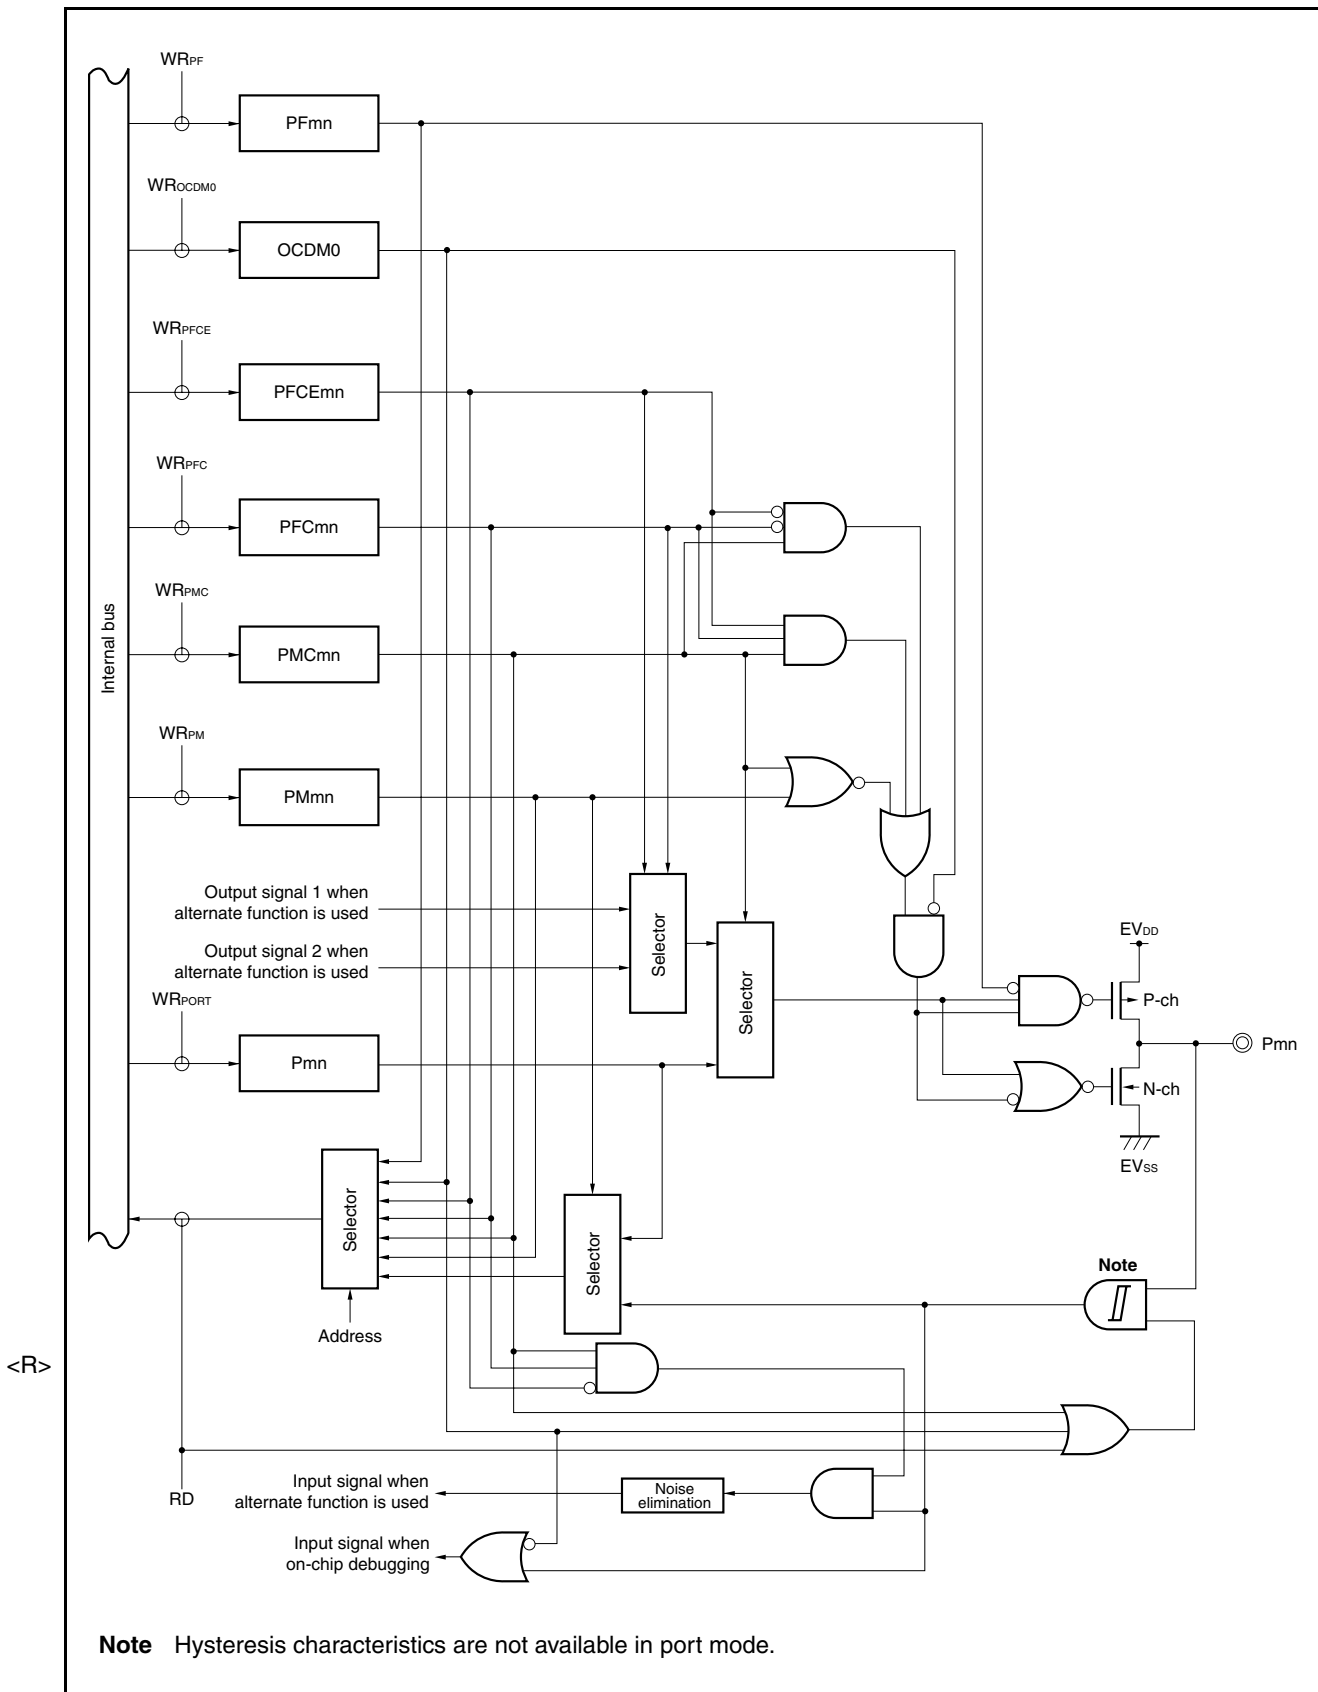 WRPF
PFmn
WROCDM0
OCDM0
WRPFCE
PFCEmn
WRPFC
PFCmn
WRPMC
PMCmn
Internal bus
WRPM
PMmn
Output signal 1 when
alternate function is used
Output signal 2 when
alternate function is used
Selector
Selector
WRPORT
Pmn
EVDD
P-ch
Pmn
N-ch
EVSS
Selector
Selector
Address
Note
<R>
RD
Input signal when
alternate function is used
Noise
elimination
Input signal when
on-chip debugging
Note Hysteresis characteristics are not available in port mode.